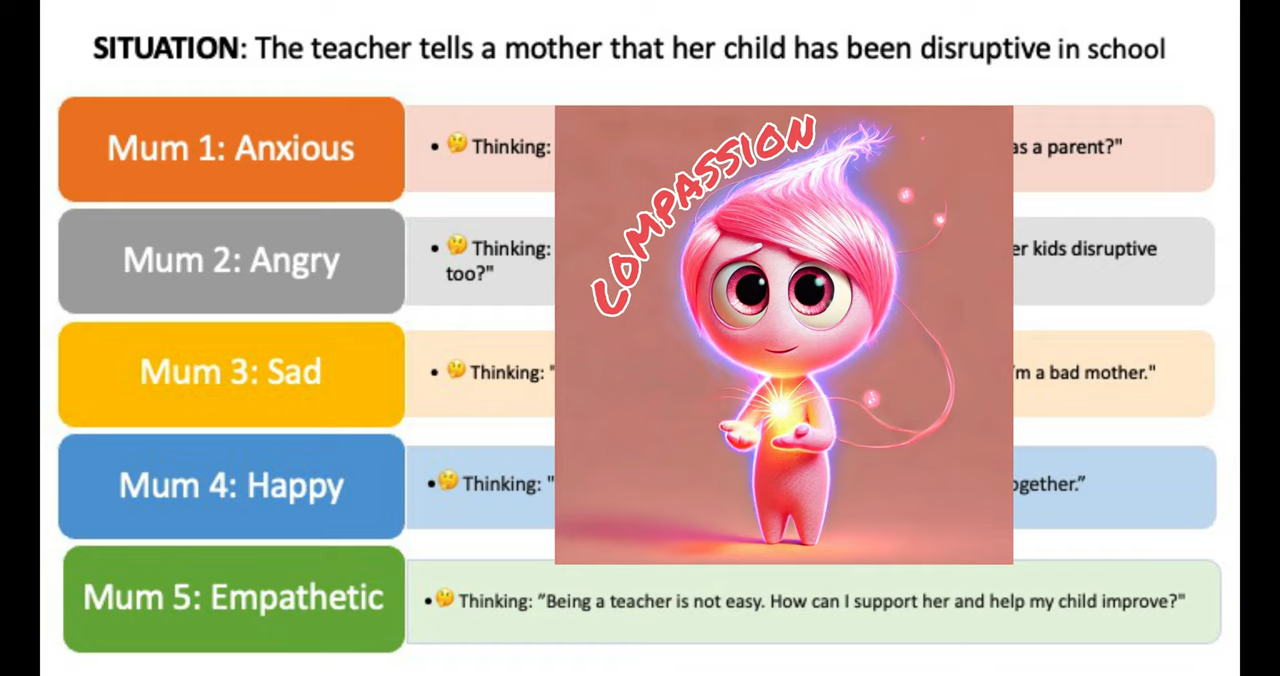 SITUATION: The teacher tells a mother that her child has been disruptive in school
Mum 1: Anxious
• 🤔 Thinking: as a parent?"
COMPASSION
Mum 2: Angry
• 🤔 Thinking: kids disruptive
too?"
Mum 3: Sad
• 🤔 Thinking: " a bad mother."
Mum 4: Happy
•🤔 Thinking: "
Mum 5: Empathetic
•🤔 Thinking: "Being a teacher is not easy. How can I support her and help my child improve?"